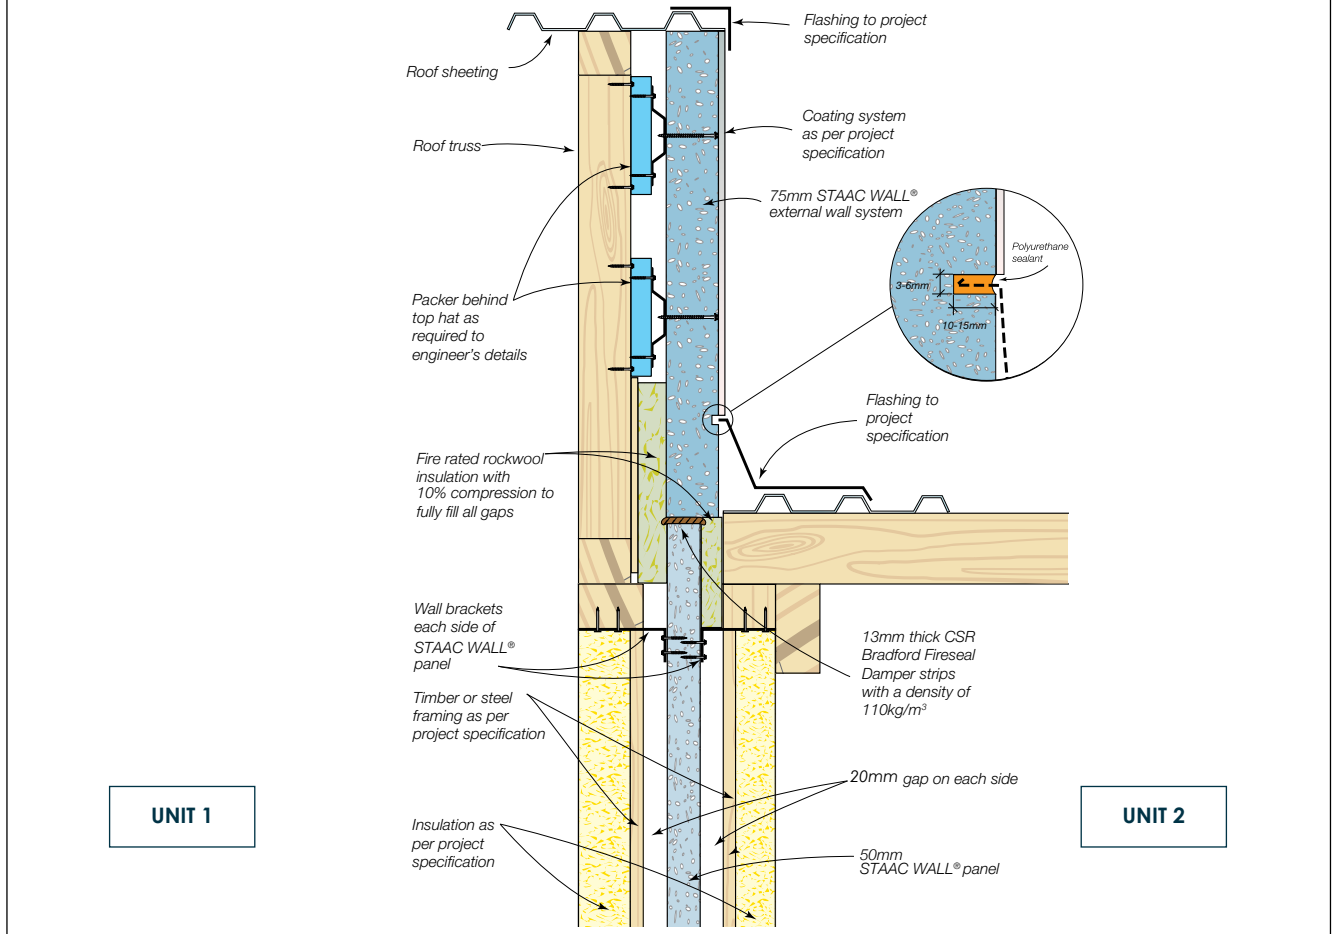 Flashing to project
specification
Roof sheeting
Coating system
as per project
specification
Roof truss
75mm STAAC WALL®
external wall system
Polyurethane
sealant
3-6mm
10-15mm
Packer behind
top hat as
required to
engineer's details
Flashing to
project
specification
Fire rated rockwool
insulation with
10% compression to
fully fill all gaps
Wall brackets
each side of
STAAC WALL®
panel
13mm thick CSR
Bradford Fireseal
Damper strips
with a density of
110kg/m³
Timber or steel
framing as per
project specification
20mm gap on each side
UNIT 1
UNIT 2
Insulation as
per project
specification
50mm
STAAC WALL® panel